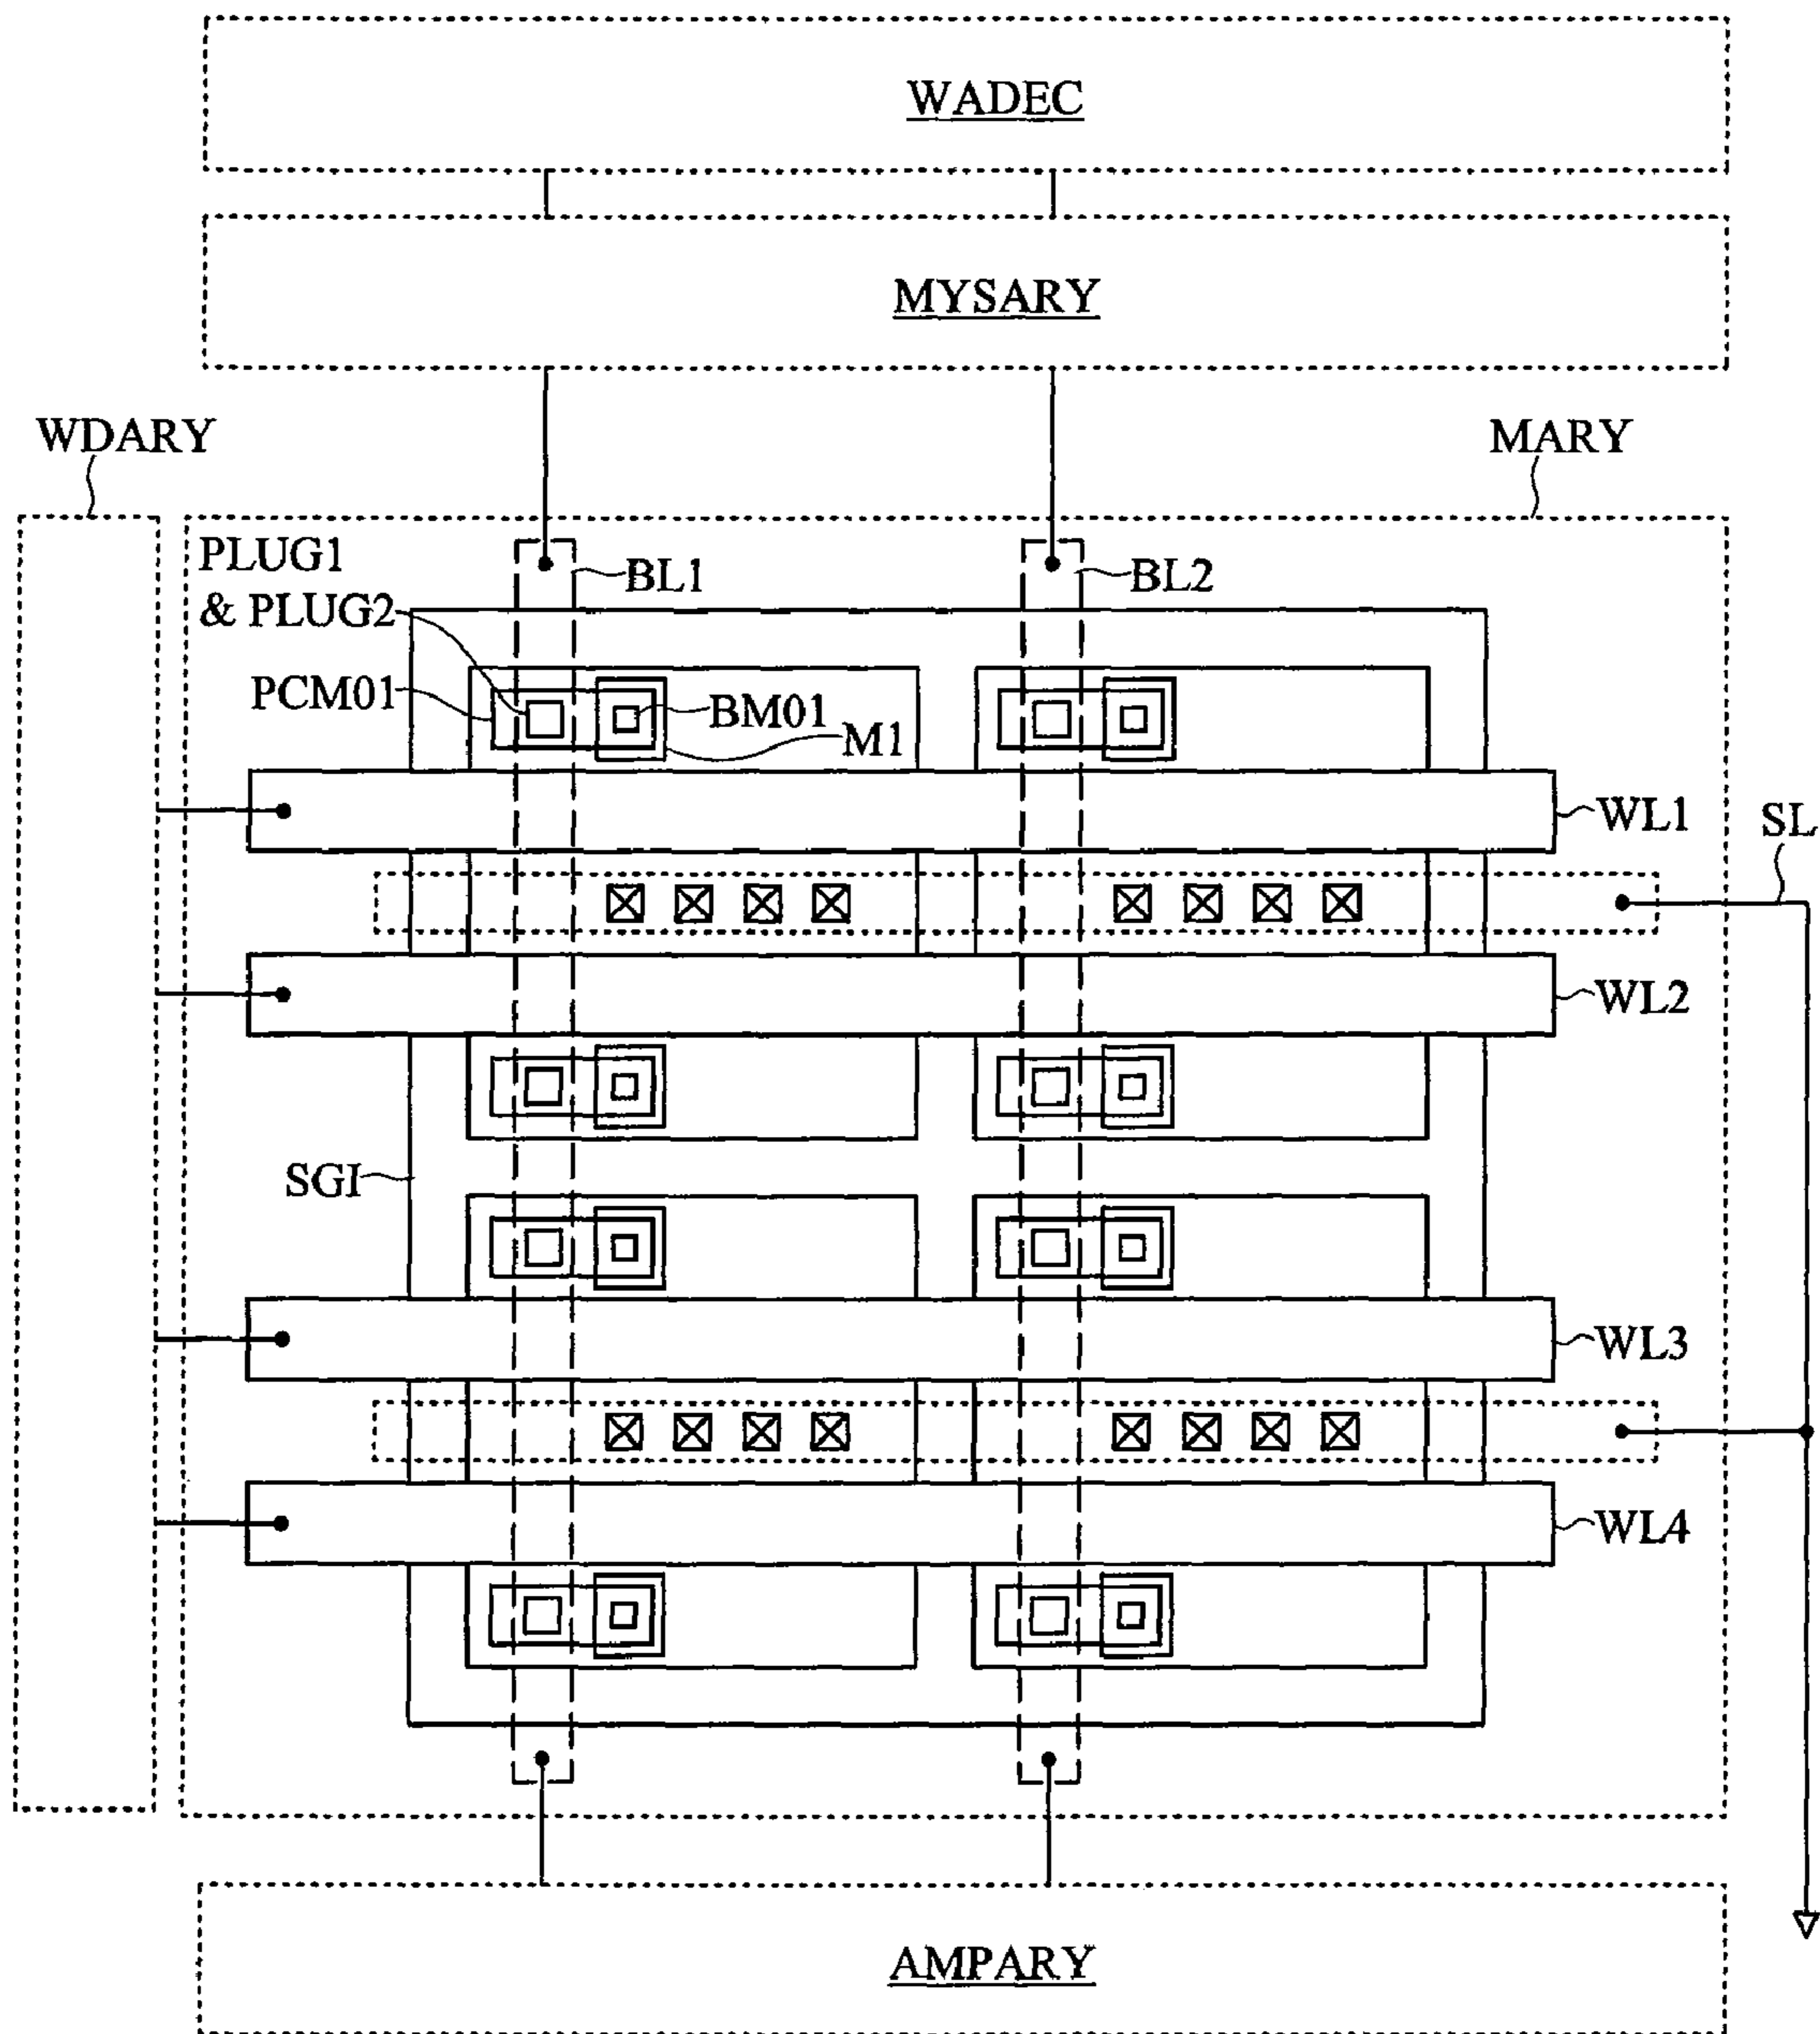 WADEC
MYSARY
WDARY
MARY
PLUG1
& PLUG2
BL1
BL2
PCM01
BM01
M1
WL1
SL
WL2
SGI
WL3
WL4
AMPARY